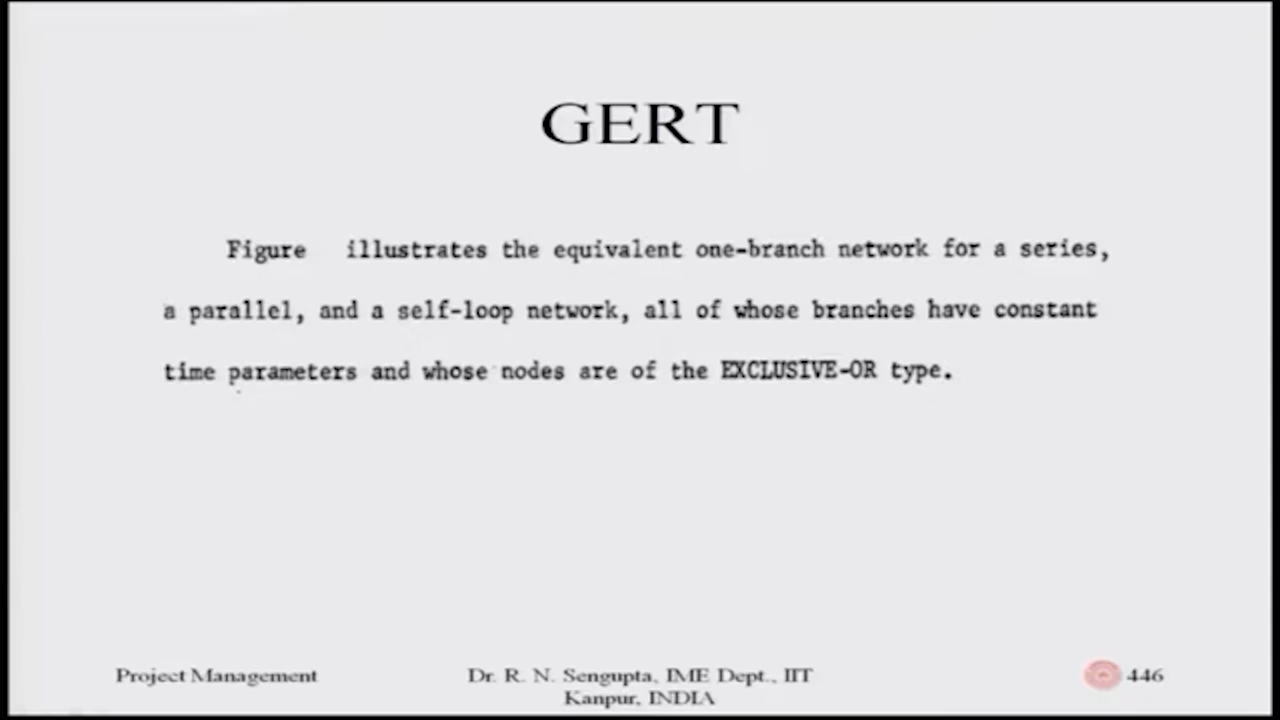 GERT
Figure illustrates the equivalent one-branch network for a series,
a parallel, and a self-loop network, all of whose branches have constant
time parameters and whose nodes are of the EXCLUSIVE-OR type.
Project Management
Dr. R. N. Sengupta, IME Dept., IIT
Kanpur, INDIA
446